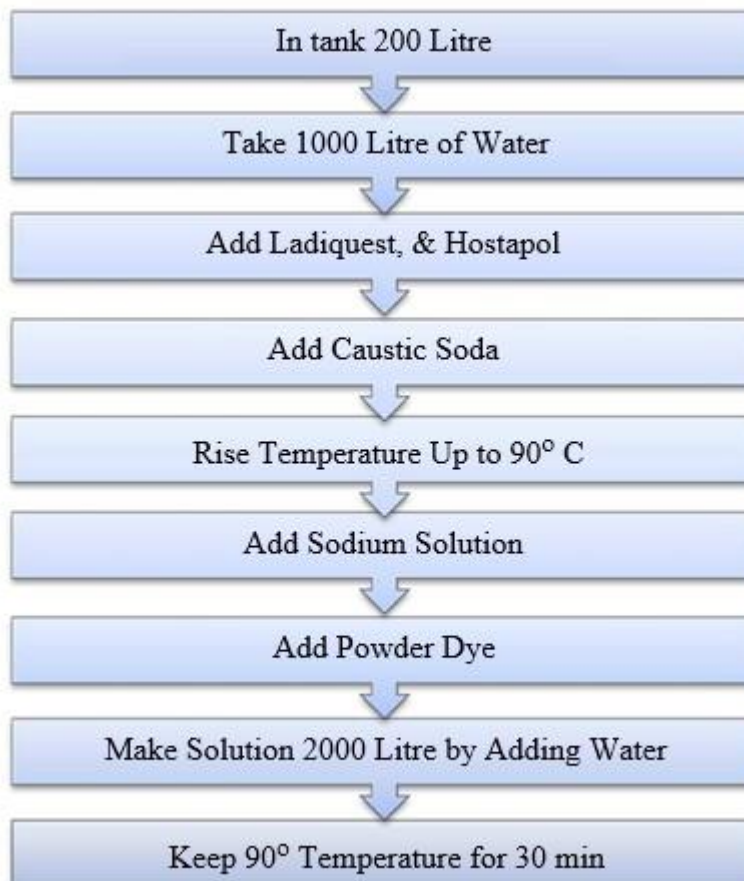 In tank 200 Litre
Take 1000 Litre of Water
Add Ladiquest, & Hostapol
Add Caustic Soda
Rise Temperature Up to 90° C
Add Sodium Solution
Add Powder Dye
Make Solution 2000 Litre by Adding Water
Keep 90° Temperature for 30 min